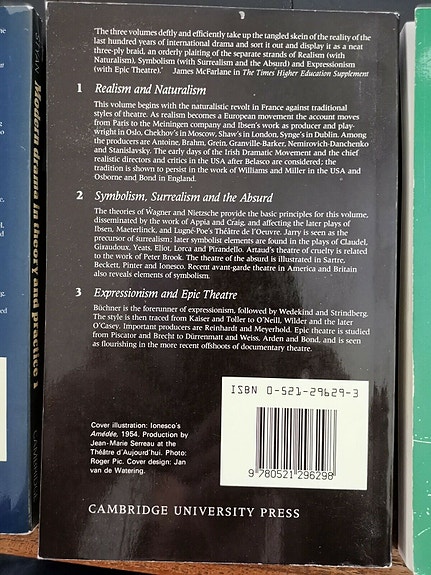 'The three volumes deftly and efficiently take up the tangled skein of the reality of the
last hundred years of international drama and sort it out and display it as a neat
three-ply braid, an orderly plaiting of the separate strands of Realism (with
Naturalism), Symbolism (with Surrealism and the Absurd) and Expressionism
(with Epic Theatre).' James McFarlane in The Times Higher Education Supplement
1 Realism and Naturalism
This volume begins with the naturalistic revolt in France against traditional
styles of theatre. As realism becomes a European movement the account moves
from Paris to the Meiningen company and Ibsen's work as producer and play-
wright in Oslo, Chekhov's in Moscow, Shaw's in London, Synge's in Dublin. Among
the producers are Antoine, Brahm, Grein, Granville-Barker, Nemirovich-Danchenko
and Stanislavsky. The early days of the Irish Dramatic Movement and the chief
realistic directors and critics in the USA after Belasco are considered; the
tradition is shown to persist in the work of Williams and Miller in the USA and
Osborne and Bond in England.
2 Symbolism, Surrealism and the Absurd
The theories of Wagner and Nietzsche provide the basic principles for this volume,
disseminated by the work of Appia and Craig, and affecting the later plays of
Ibsen, Maeterlinck, and Lugné-Poe's Théâtre de l'Oeuvre. Jarry is seen as the
precursor of surrealism; later symbolist elements are found in the plays of Claudel,
Giraudoux, Yeats, Eliot, Lorca and Pirandello. Artaud's theatre of cruelty is related
to the work of Peter Brook. The theatre of the absurd is illustrated in Sartre,
Beckett, Pinter and Ionesco. Recent avant-garde theatre in America and Britain
also reveals elements of symbolism.
3 Expressionism and Epic Theatre
Büchner is the forerunner of expressionism, followed by Wedekind and Strindberg.
The style is then traced from Kaiser and Toller to O'Neill, Wilder and the later
O'Casey. Important producers are Reinhardt and Meyerhold. Epic theatre is studied
from Piscator and Brecht to Dürrenmatt and Weiss, Arden and Bond, and is seen
as flourishing in the more recent offshoots of documentary theatre.
ISBN 0-521-29629-3
9 780521 296298
Cover illustration: Ionesco's
Amédée, 1954. Production by
Jean-Marie Serreau at the
Théâtre d'Aujourd'hui. Photo:
Roger Pic. Cover design: Jan
van de Watering.
CAMBRIDGE UNIVERSITY PRESS
STYAN Modern drama in theory and practice 1 CAMBRIDGE